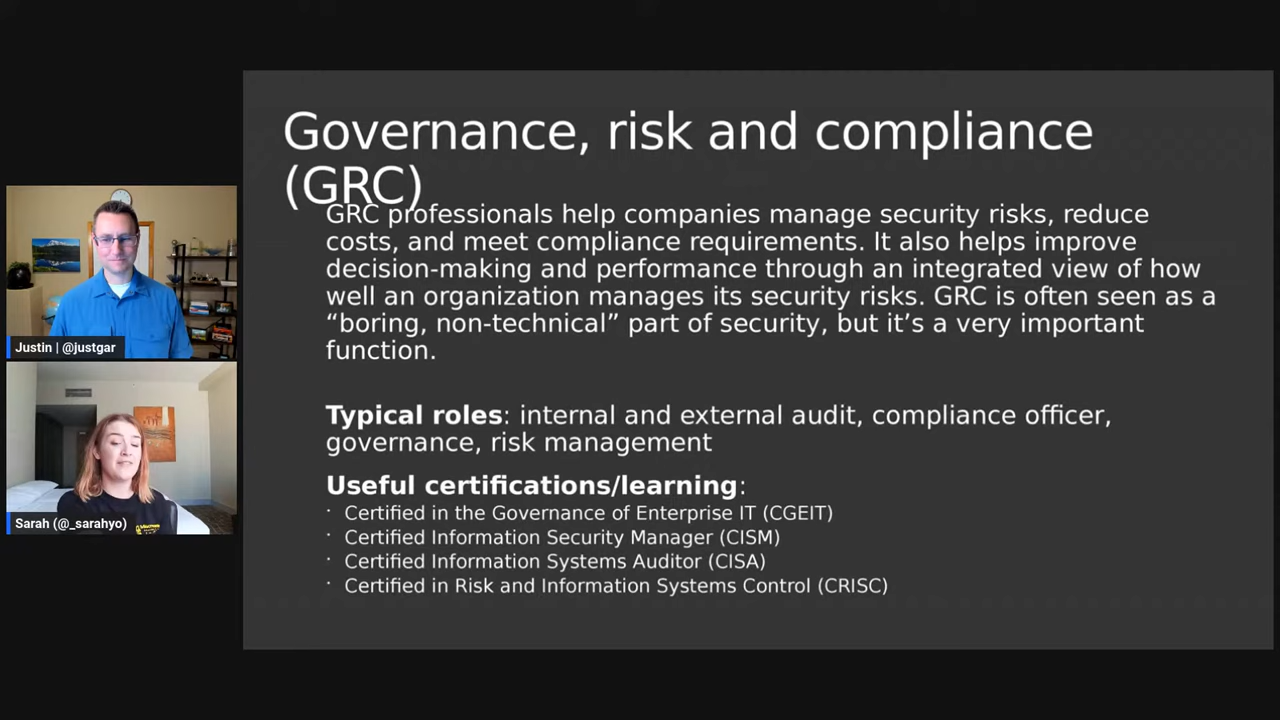 Governance, risk and compliance
(GRC)
GRC professionals help companies manage security risks, reduce
costs, and meet compliance requirements. It also helps improve
decision-making and performance through an integrated view of how
well an organization manages its security risks. GRC is often seen as a
“boring, non-technical” part of security, but it’s a very important
function.
Typical roles: internal and external audit, compliance officer,
governance, risk management
Useful certifications/learning:
· Certified in the Governance of Enterprise IT (CGEIT)
· Certified Information Security Manager (CISM)
· Certified Information Systems Auditor (CISA)
· Certified in Risk and Information Systems Control (CRISC)
Justin | @justgar
Sarah (@_sarahyo)